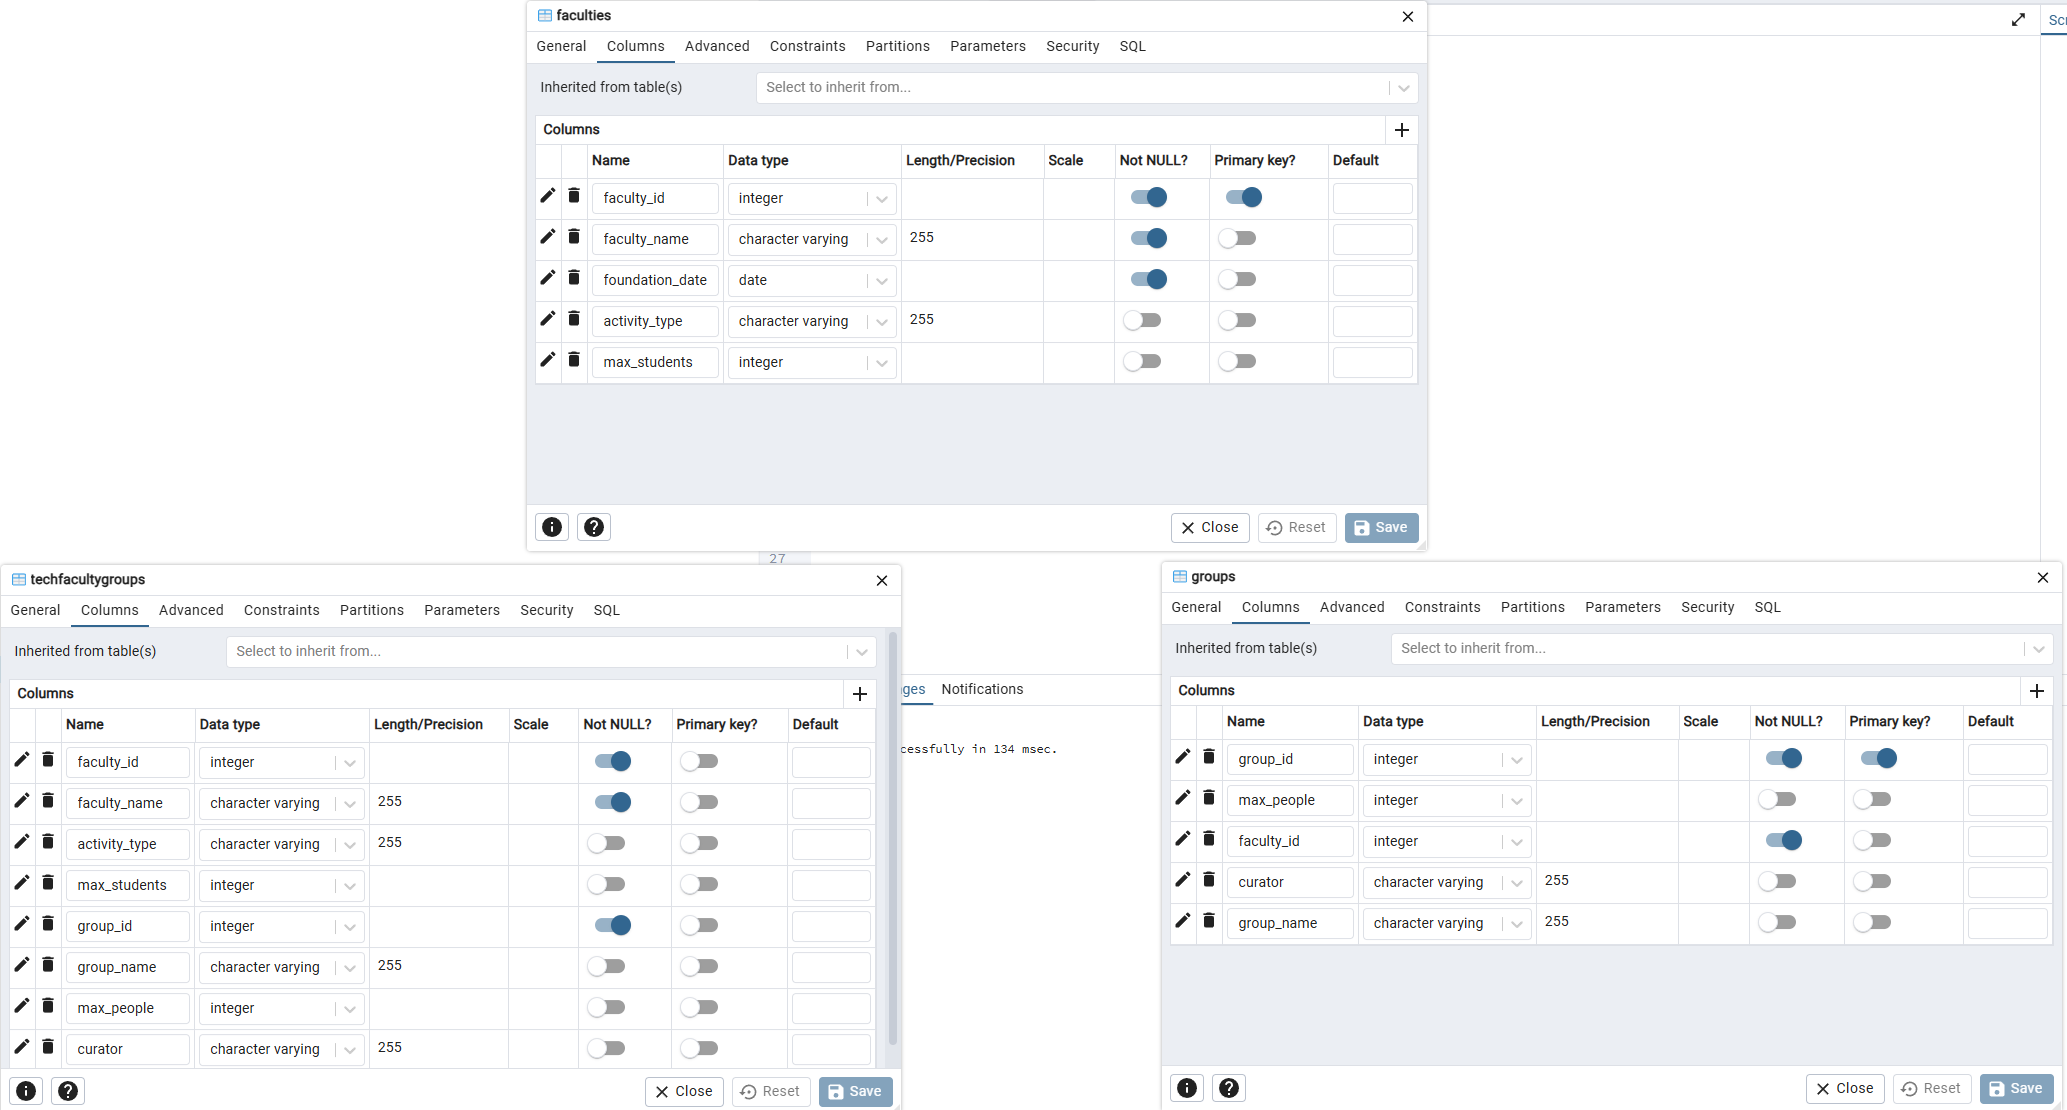 faculties
General Columns Advanced Constraints Partitions Parameters Security SQL
Inherited from table(s) Select to inherit from...
Columns
Name Data type Length/Precision Scale Not NULL? Primary key? Default
faculty_id integer
faculty_name character varying 255
foundation_date date
activity_type character varying 255
max_students integer
Close Reset Save
27
techfacultygroups
General Columns Advanced Constraints Partitions Parameters Security SQL
Inherited from table(s) Select to inherit from...
Columns
Name Data type Length/Precision Scale Not NULL? Primary key? Default
faculty_id integer
faculty_name character varying 255
activity_type character varying 255
max_students integer
group_id integer
group_name character varying 255
max_people integer
curator character varying 255
Close Reset Save
ges Notifications
cessfully in 134 msec.
groups
General Columns Advanced Constraints Partitions Parameters Security SQL
Inherited from table(s) Select to inherit from...
Columns
Name Data type Length/Precision Scale Not NULL? Primary key? Default
group_id integer
max_people integer
faculty_id integer
curator character varying 255
group_name character varying 255
Close Reset Save